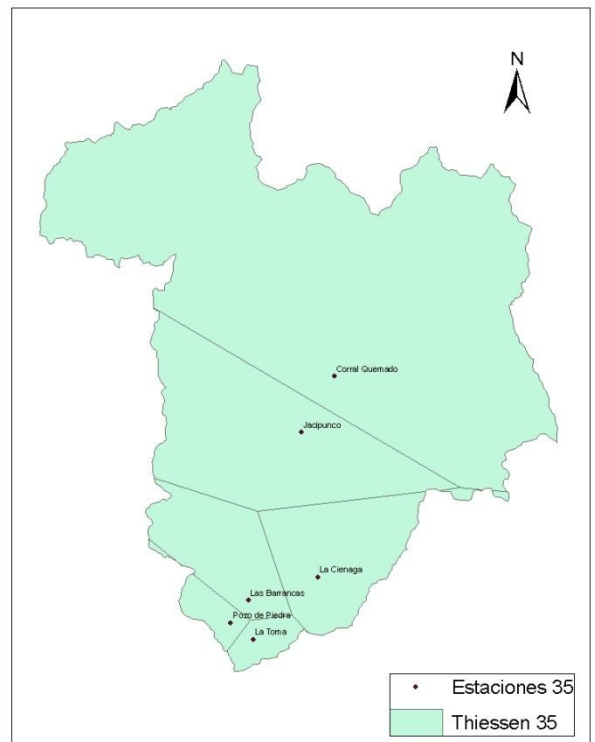 N
Corral Quemado
Jacipunco
La Cienaga
Las Barrancas
Pozo de Piedra
La Toma
Estaciones 35
Thiessen 35